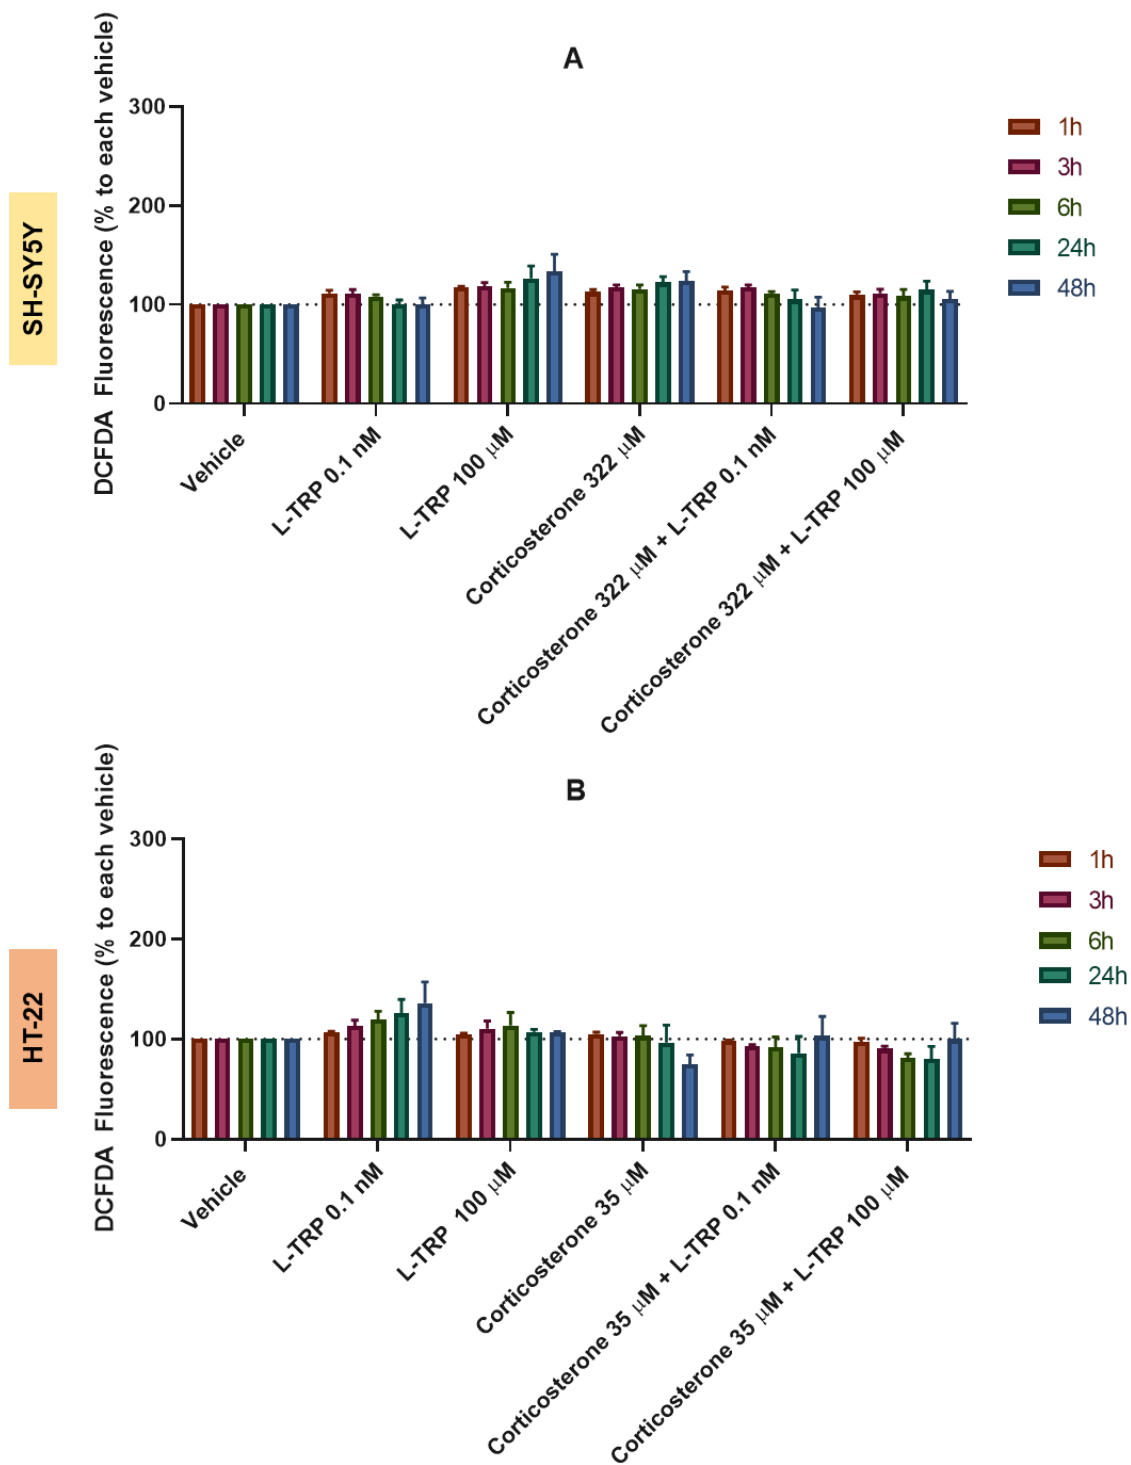 A
SH-SY5Y
DCFDA Fluorescence (% to each vehicle)
300
200
100
0
1h
3h
6h
24h
48h
Vehicle
L-TRP 0.1 nM
L-TRP 100 μM
Corticosterone 322 μM
Corticosterone 322 μM + L-TRP 0.1 nM
Corticosterone 322 μM + L-TRP 100 μM
B
HT-22
DCFDA Fluorescence (% to each vehicle)
300
200
100
0
1h
3h
6h
24h
48h
Vehicle
L-TRP 0.1 nM
L-TRP 100 μM
Corticosterone 35 μM
Corticosterone 35 μM + L-TRP 0.1 nM
Corticosterone 35 μM + L-TRP 100 μM